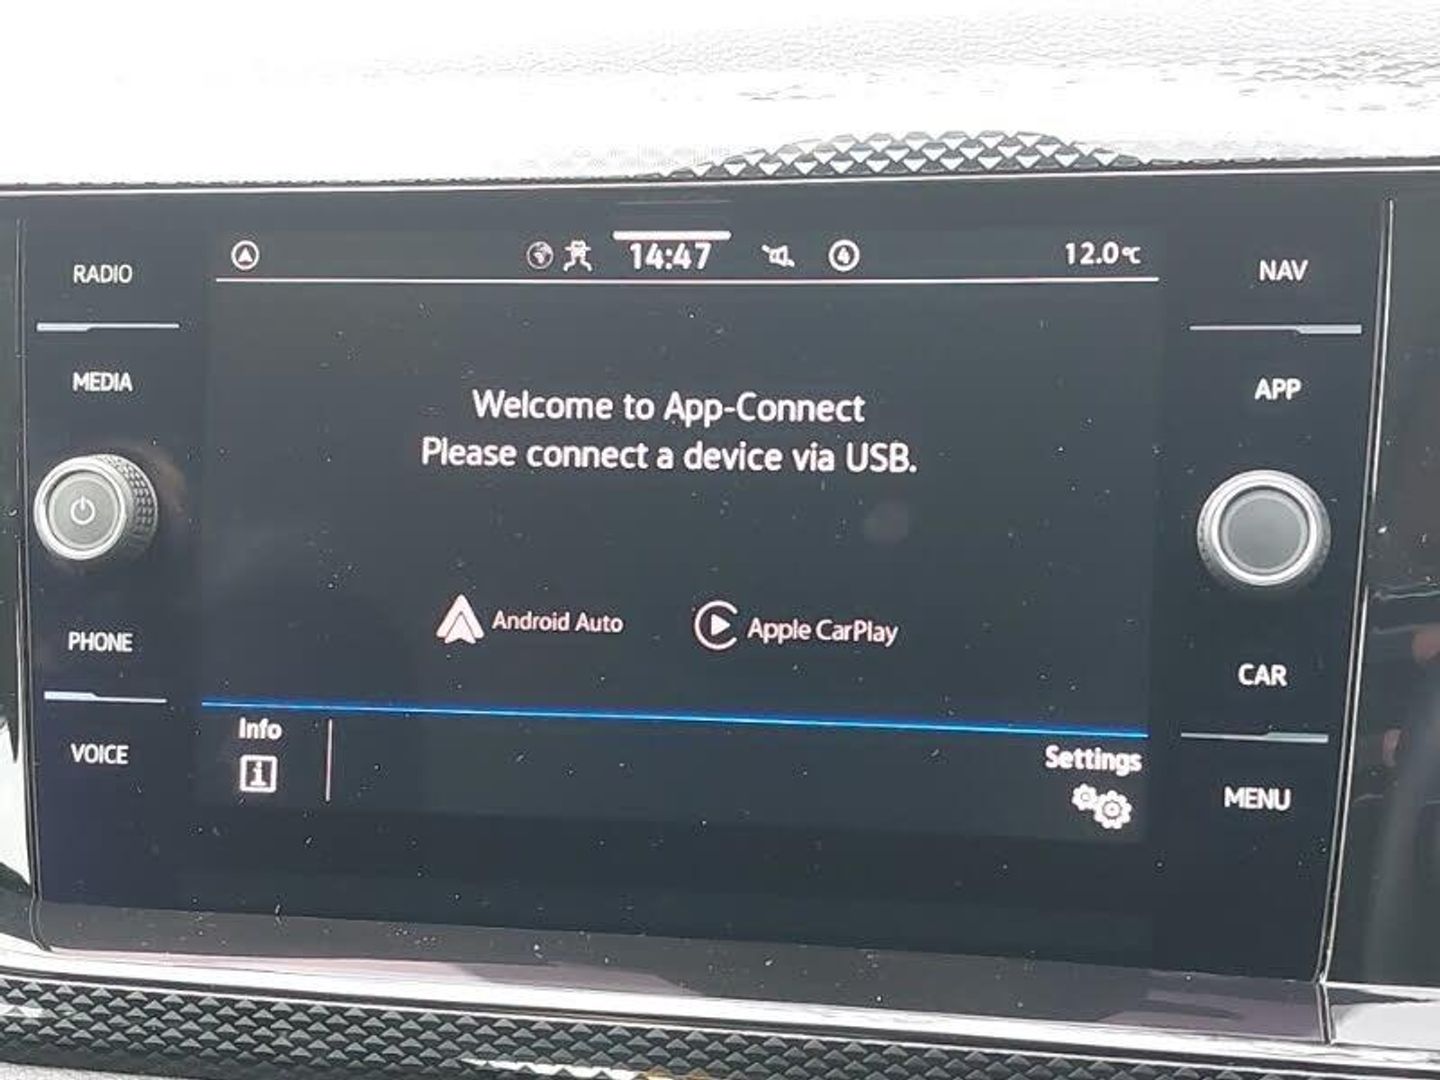 RADIO
MEDIA
PHONE
VOICE
14:47
4
12.0°C
Welcome to App-Connect
Please connect a device via USB.
Android Auto
Apple CarPlay
Info
i
Settings
NAV
APP
CAR
MENU